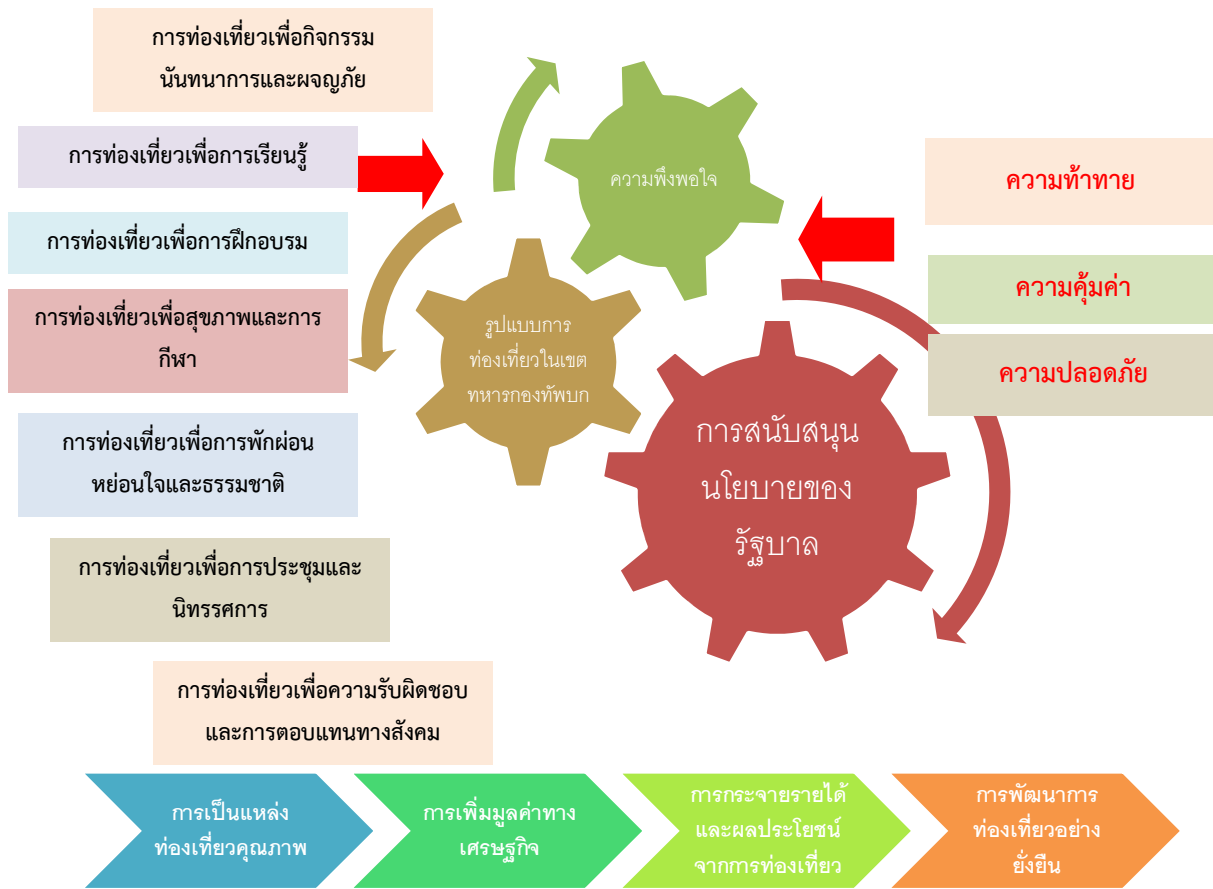 การท่องเที่ยวเพื่อกิจกรรม
นันทนาการและผจญภัย
การท่องเที่ยวเพื่อการเรียนรู้
การท่องเที่ยวเพื่อการฝึกอบรม
การท่องเที่ยวเพื่อสุขภาพและการ
กีฬา
การท่องเที่ยวเพื่อการพักผ่อน
หย่อนใจและธรรมชาติ
การท่องเที่ยวเพื่อการประชุมและ
นิทรรศการ
การท่องเที่ยวเพื่อความรับผิดชอบ
และการตอบแทนทางสังคม
ความพึงพอใจ
รูปแบบการ
ท่องเที่ยวในเขต
ทหารกองทัพบก
การสนับสนุน
นโยบายของ
รัฐบาล
ความท้าทาย
ความคุ้มค่า
ความปลอดภัย
การเป็นแหล่ง
ท่องเที่ยวคุณภาพ
การเพิ่มมูลค่าทาง
เศรษฐกิจ
การกระจายรายได้
และผลประโยชน์
จากการท่องเที่ยว
การพัฒนาการ
ท่องเที่ยวอย่าง
ยั่งยืน